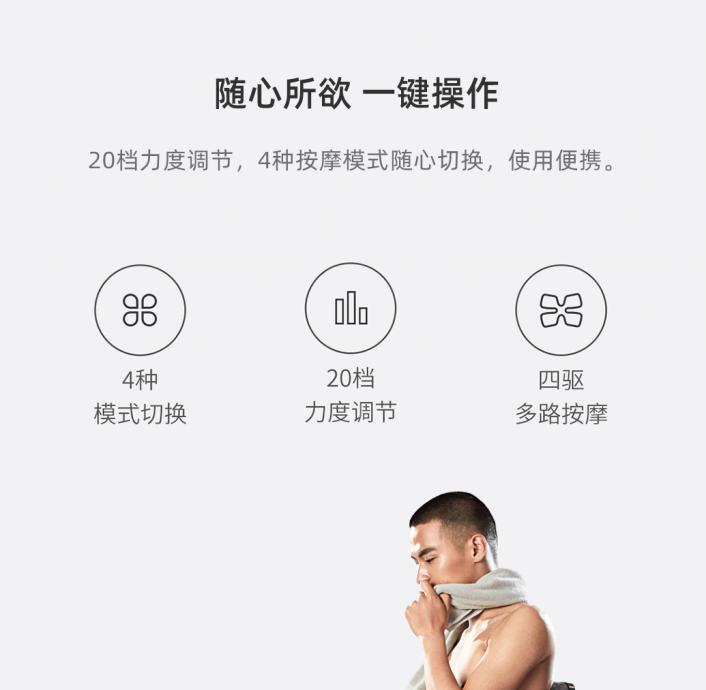 随心所欲 一键操作
20档力度调节，4种按摩模式随心切换，使用便携。
4种
模式切换
20档
力度调节
四驱
多路按摩